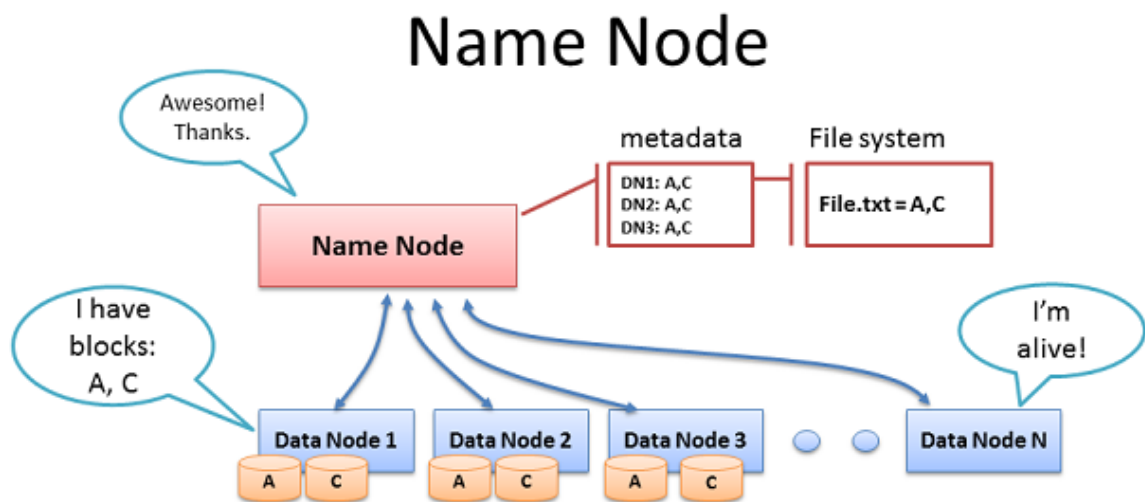 Name Node
Awesome!
Thanks.
metadata
File system
DN1: A,C
DN2: A,C
DN3: A,C
File.txt = A,C
Name Node
I have
blocks:
A, C
I'm
alive!
Data Node 1
Data Node 2
Data Node 3
Data Node N
A
C
A
C
A
C